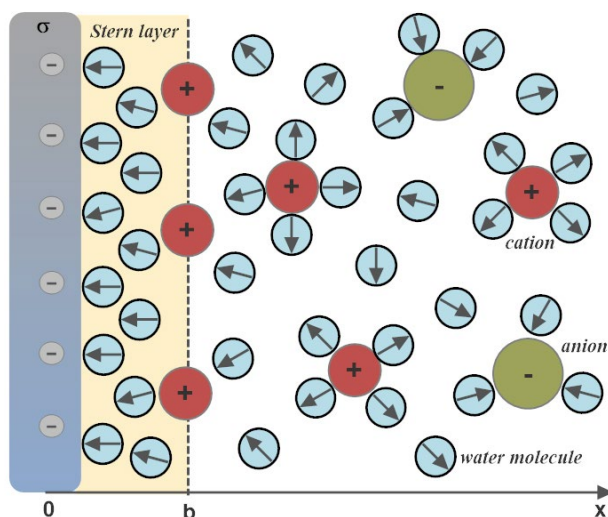 σ
Stern layer
−
−
−
−
−
−
+
+
+
+
+
+
-
-
cation
anion
water molecule
0
b
x